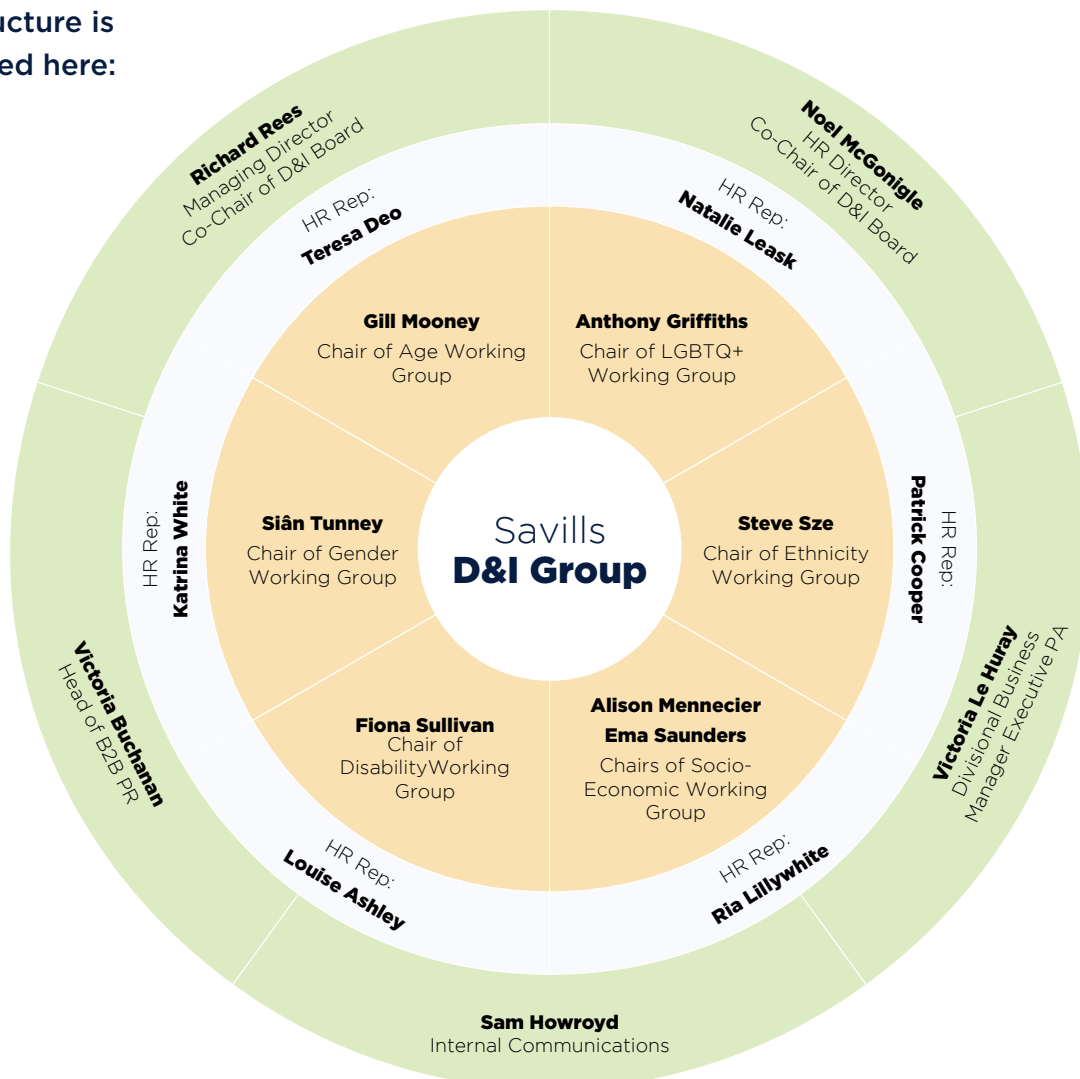 ucture is
ed here:
Richard Rees
Managing Director
Co-Chair of D&I Board
Noel McGonigle
HR Director
Co-Chair of D&I Board
HR Rep:
Teresa Deo
HR Rep:
Natalie Leask
Gill Mooney
Chair of Age Working
Group
Anthony Griffiths
Chair of LGBTQ+
Working Group
HR Rep:
Katrina White
Siân Tunney
Chair of Gender
Working Group
Savills
D&I Group
Steve Sze
Chair of Ethnicity
Working Group
HR Rep:
Patrick Cooper
Victoria Buchanan
Head of B2B PR
Fiona Sullivan
Chair of
DisabilityWorking
Group
Alison Mennecier
Ema Saunders
Chairs of Socio-
Economic Working
Group
Victoria Le Huray
Divisional Business
Manager Executive PA
HR Rep:
Louise Ashley
HR Rep:
Ria Lillywhite
Sam Howroyd
Internal Communications